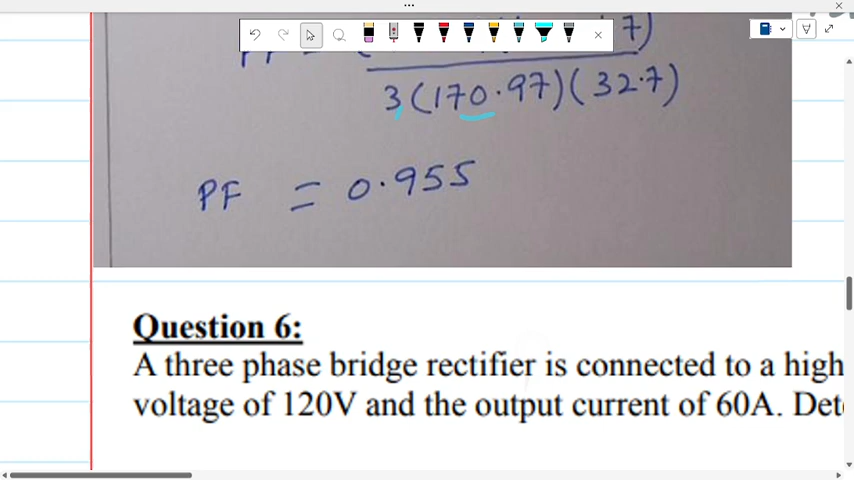 7)
3(170.97)(32.7)
PF = 0.955
Question 6:
A three phase bridge rectifier is connected to a high
voltage of 120V and the output current of 60A. Det